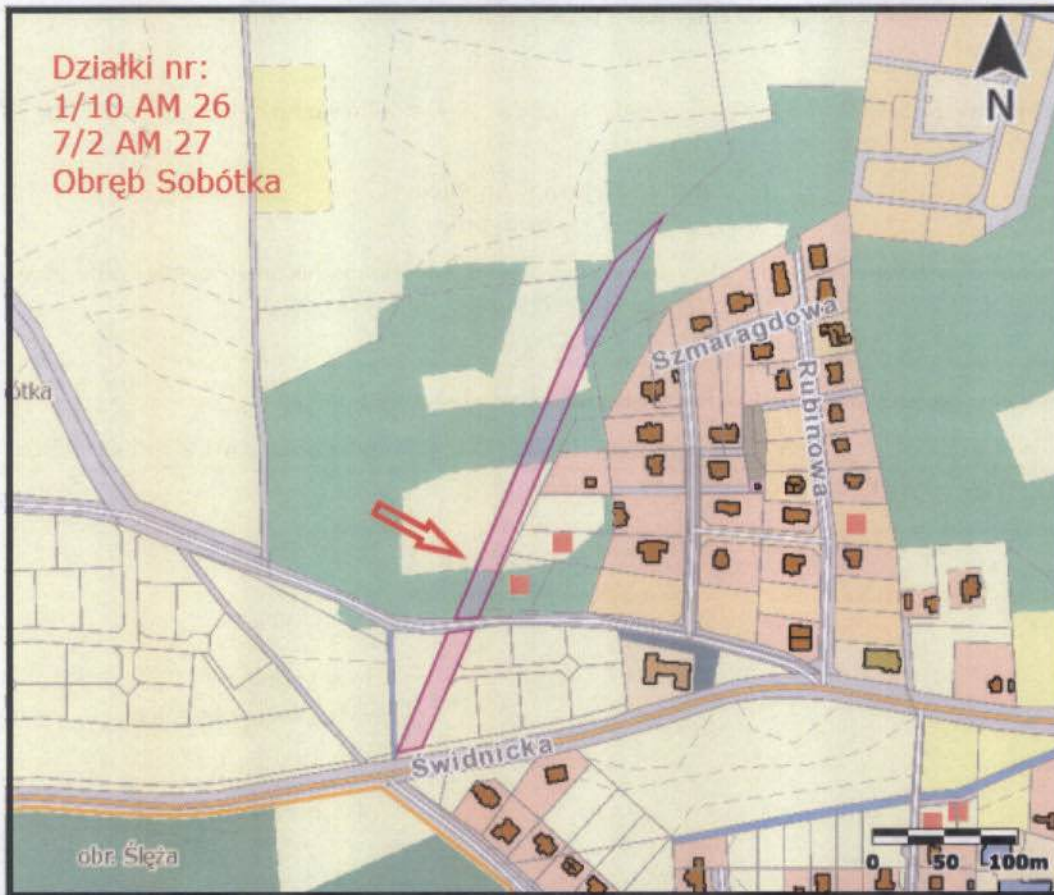 Działki nr:
1/10 AM 26
7/2 AM 27
Obręb Sobótka
N
Szmaragdowa
Rubinowa
ótka
Świdnicka
obr. Ślęża
0 50 100m